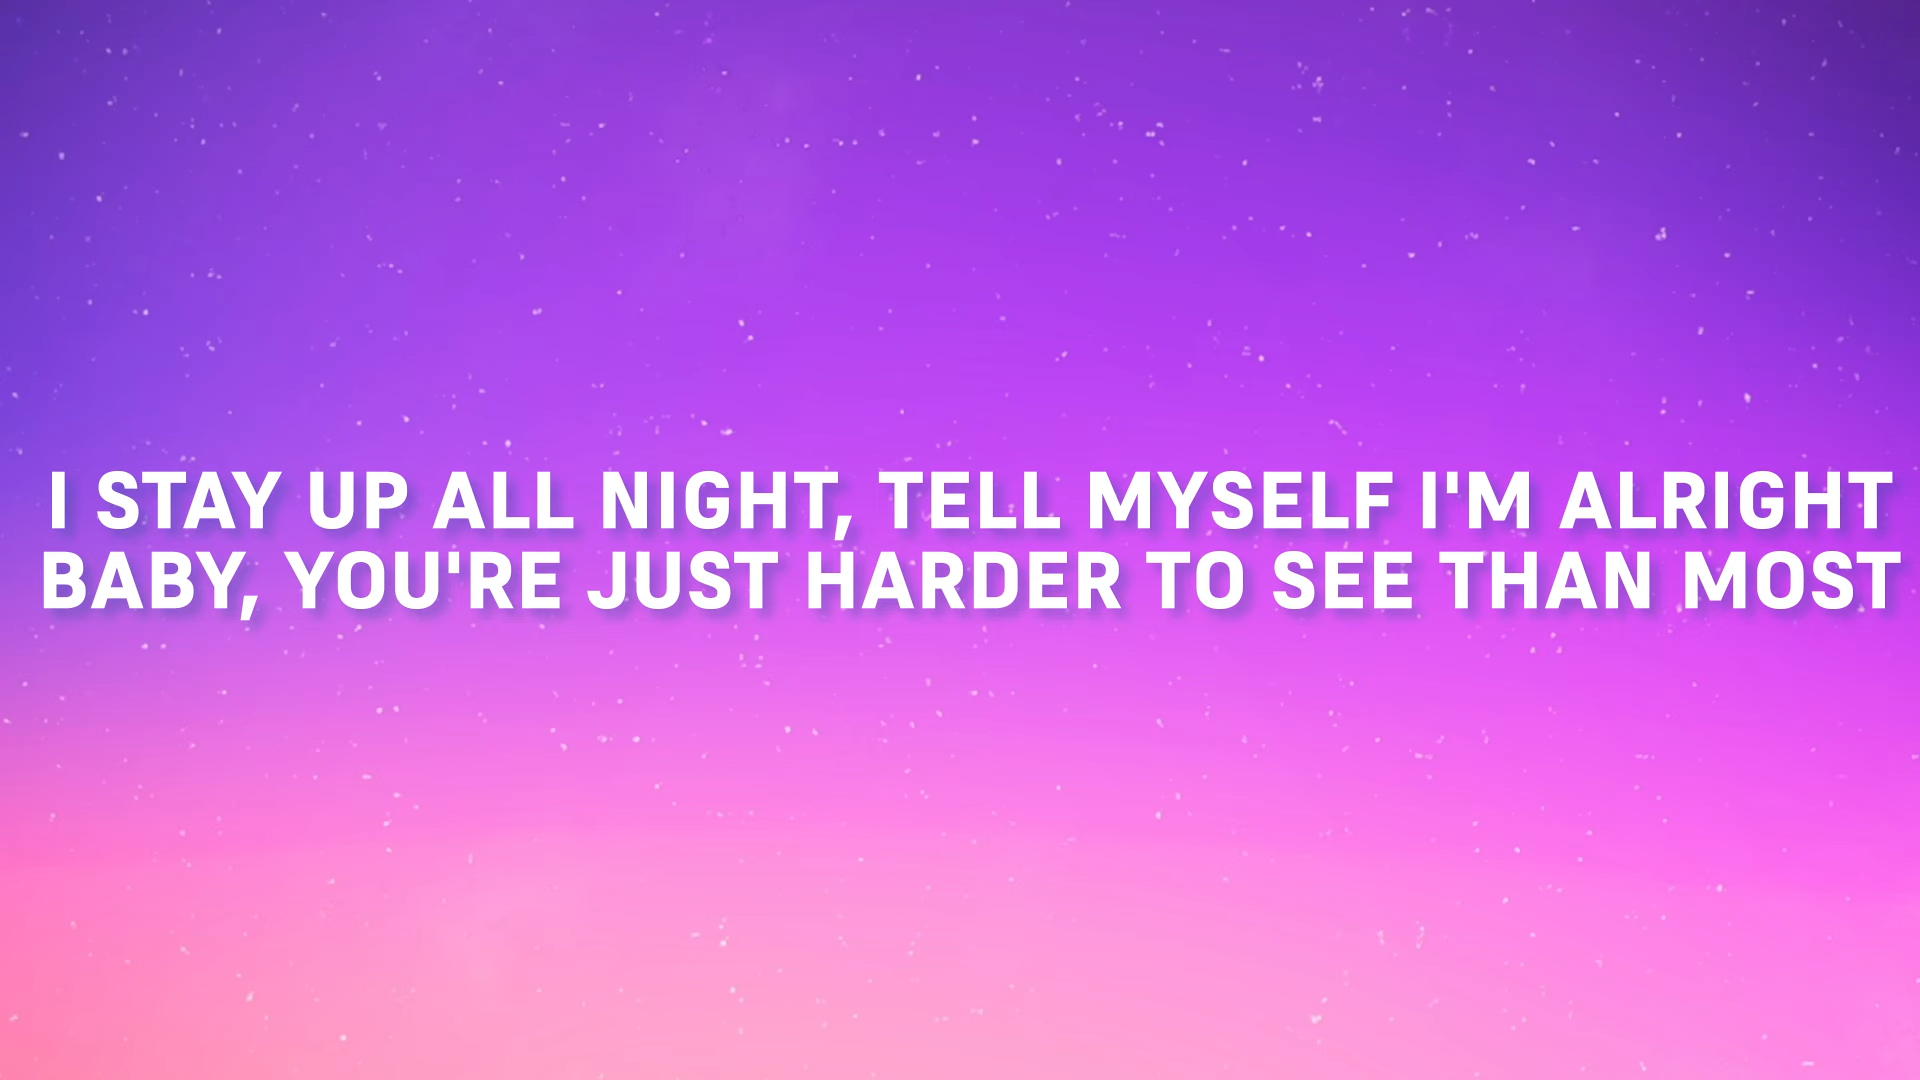 I STAY UP ALL NIGHT, TELL MYSELF I'M ALRIGHT
BABY, YOU'RE JUST HARDER TO SEE THAN MOST